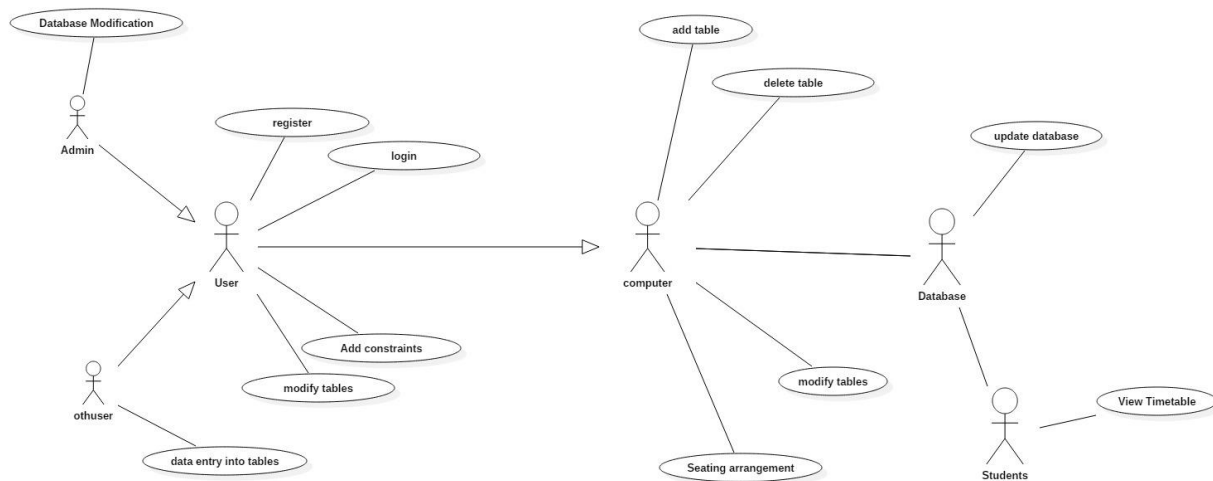 Database Modification
add table
delete table
register
update database
Admin
login
User
computer
Database
Add constraints
othuser
modify tables
modify tables
View Timetable
data entry into tables
Seating arrangement
Students